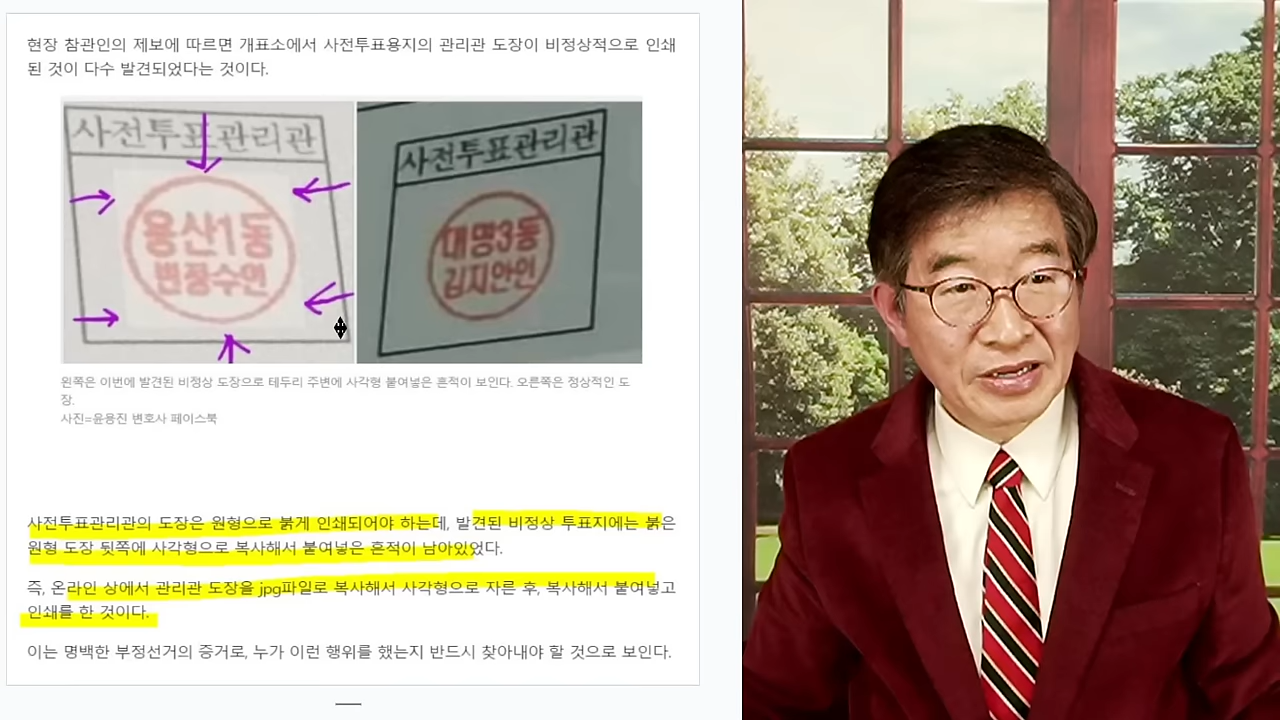 현장 참관인의 제보에 따르면 개표소에서 사전투표용지의 관리관 도장이 비정상적으로 인쇄
된 것이 다수 발견되었다는 것이다.
사전투표관리관
용산1동
사전투표관리관
대명3동
왼쪽은 이번에 발견된 비정상 도장으로 테두리 주변에 사각형 붙여넣은 흔적이 보인다. 오른쪽은 정상적인 도
장.
사진=윤용진 변호사 페이스북
사전투표관리관의 도장은 원형으로 붉게 인쇄되어야 하는데, 발견된 비정상 투표지에는 붉은
원형 도장 뒷쪽에 사각형으로 복사해서 붙여넣은 흔적이 남아있었다.
즉, 온라인 상에서 관리관 도장을 jpg파일로 복사해서 사각형으로 자른 후, 복사해서 붙여넣고
인쇄를 한 것이다.
이는 명백한 부정선거의 증거로, 누가 이런 행위를 했는지 반드시 찾아내야 할 것으로 보인다.